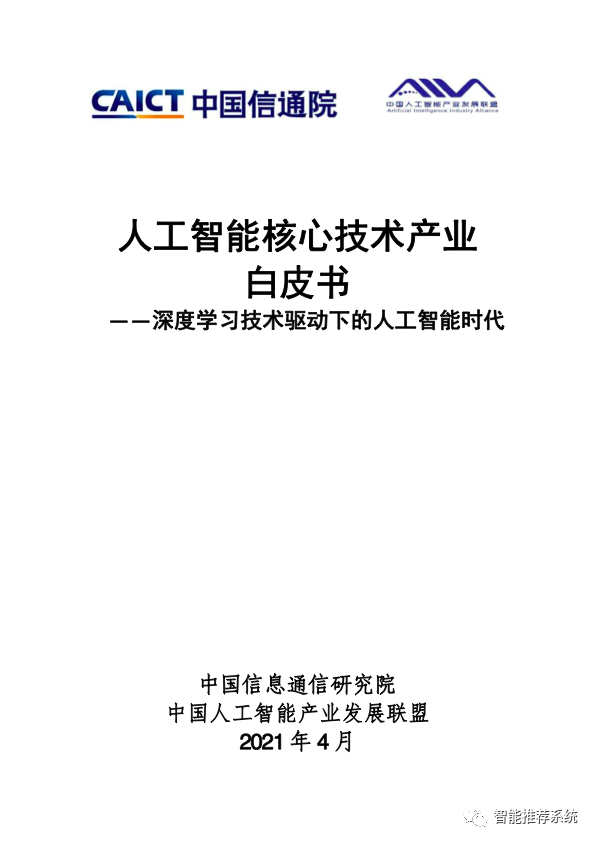 CAICT 中国信通院
中国人工智能产业发展联盟
Artificial Intelligence Industry Alliance
人工智能核心技术产业
白皮书
——深度学习技术驱动下的人工智能时代
中国信息通信研究院
中国人工智能产业发展联盟
2021 年 4 月
智能推荐系统